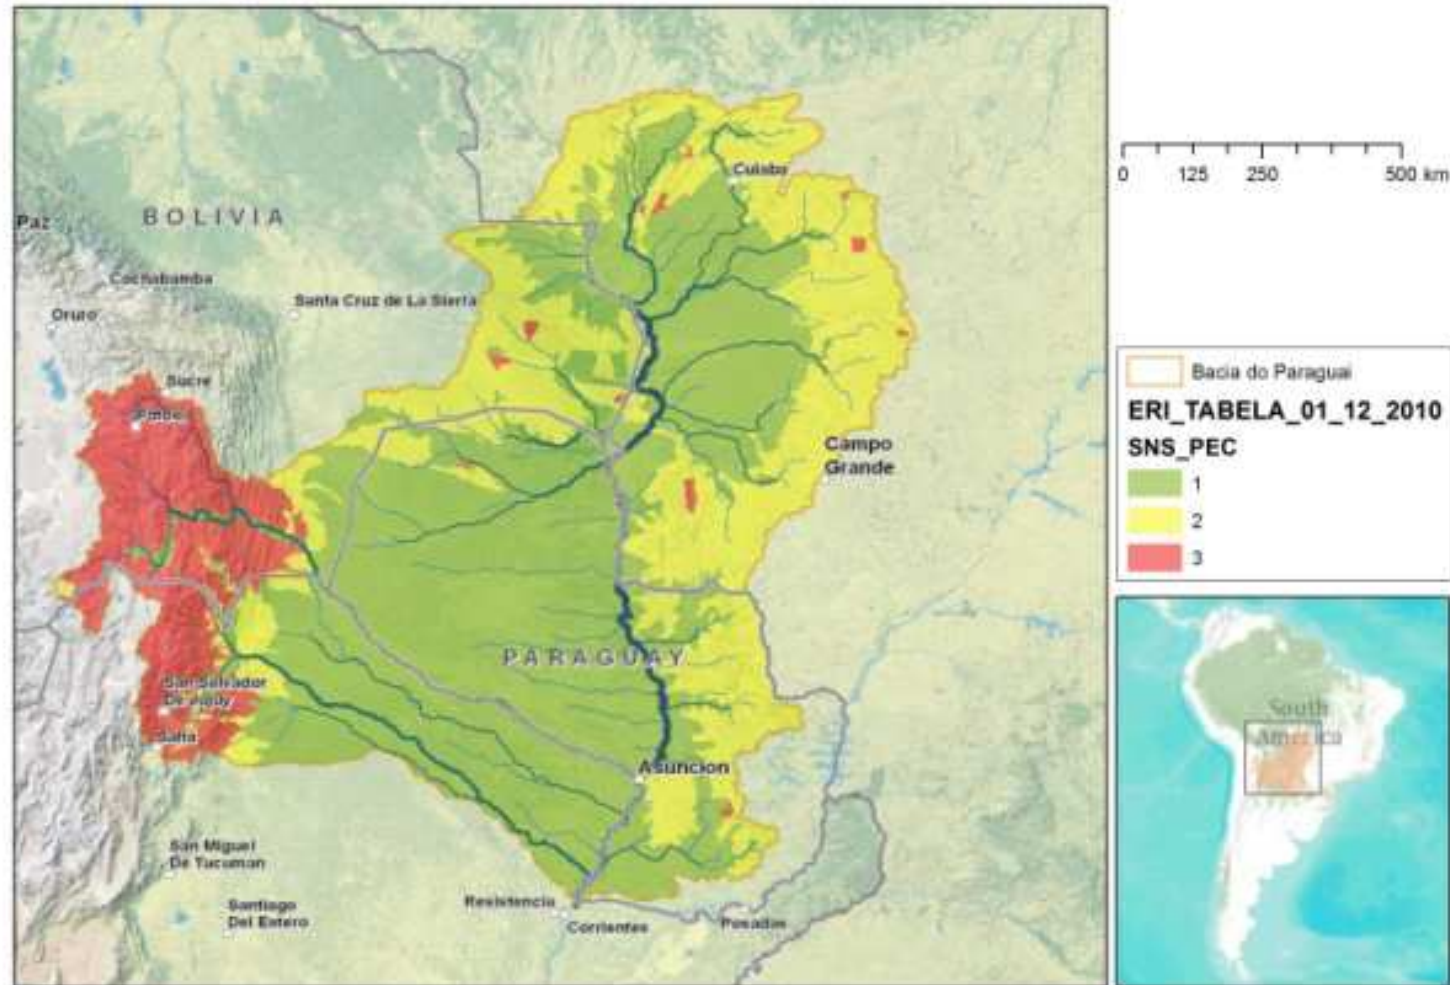 Cuiaba
BOLIVIA
Paz
Cochabamba
Santa Cruz de La Sierra
Oruro
Sucre
Potosi
Campo
Grande
PARAGUAY
San Salvador
De Jujuy
Salta
Asuncion
San Miguel
De Tucuman
Santiago
Del Estero
Resistencia
Corrientes
Posadas
0 125 250 500 km
Bacia do Paraguai
ERI_TABELA_01_12_2010
SNS_PEC
1
2
3
South
America